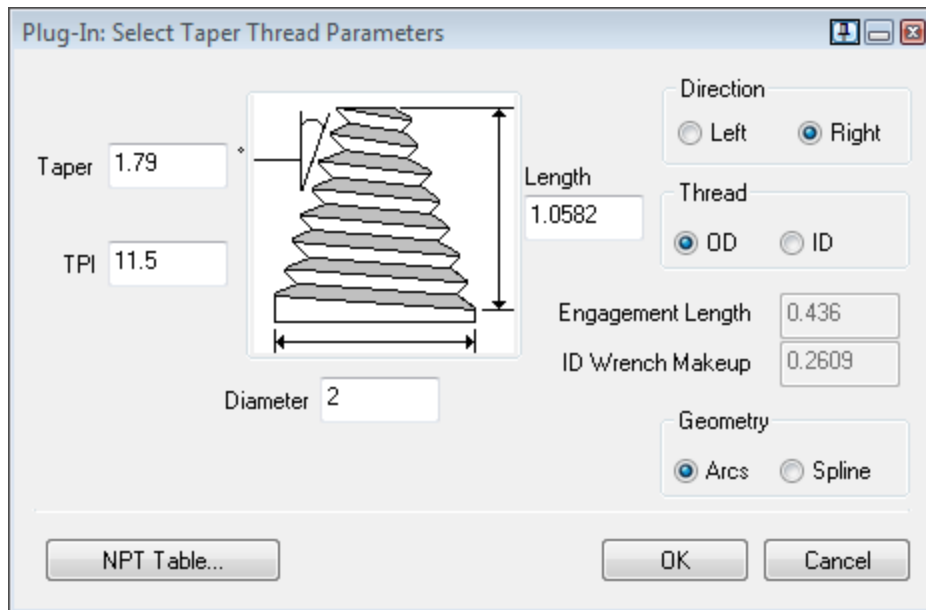 Plug-In: Select Taper Thread Parameters
Direction
Left Right
Taper 1.79 °
Length
1.0582
Thread
OD ID
TPI 11.5
Engagement Length 0.436
ID Wrench Makeup 0.2609
Diameter 2
Geometry
Arcs Spline
NPT Table... OK Cancel